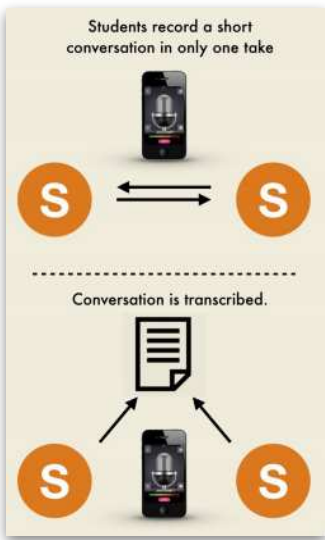 Students record a short
conversation in only one take
S S
Conversation is transcribed.
S S